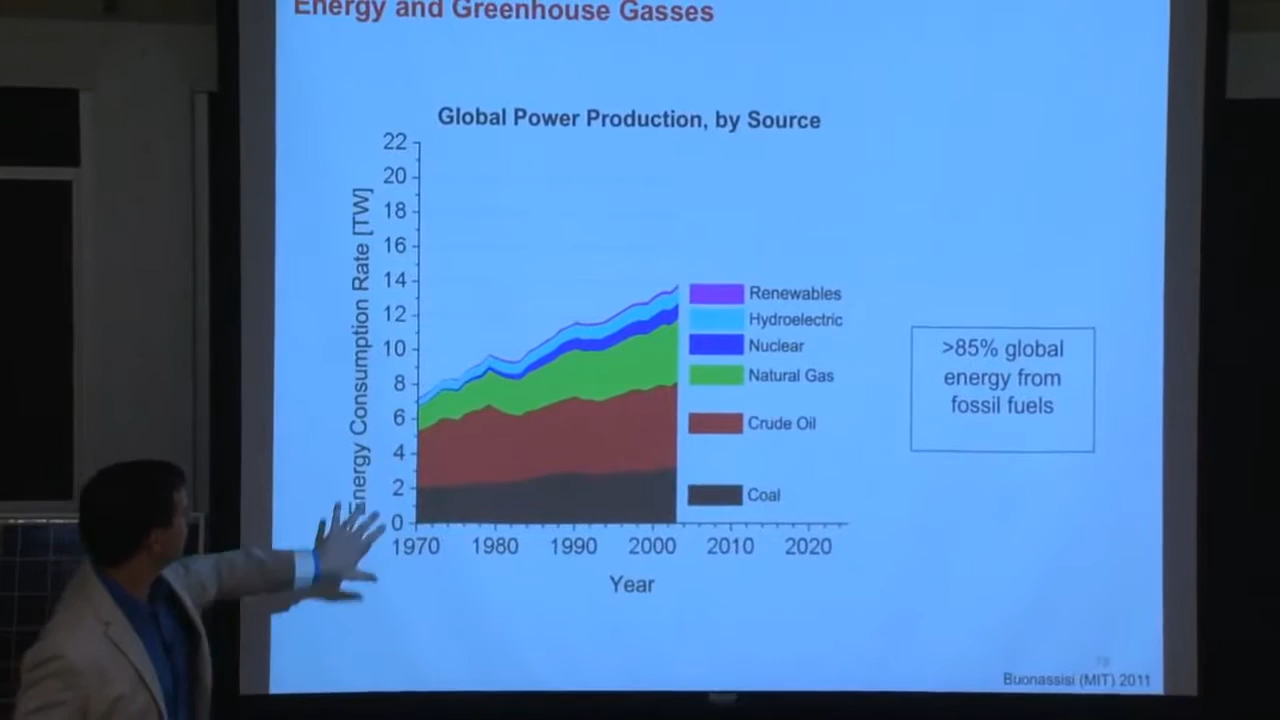 Energy and Greenhouse Gasses
Global Power Production, by Source
Energy Consumption Rate [TW]
22
20
18
16
14
12
10
8
6
4
2
0
1970 1980 1990 2000 2010 2020
Year
Renewables
Hydroelectric
Nuclear
Natural Gas
Crude Oil
Coal
>85% global
energy from
fossil fuels
Buonassisi (MIT) 2011